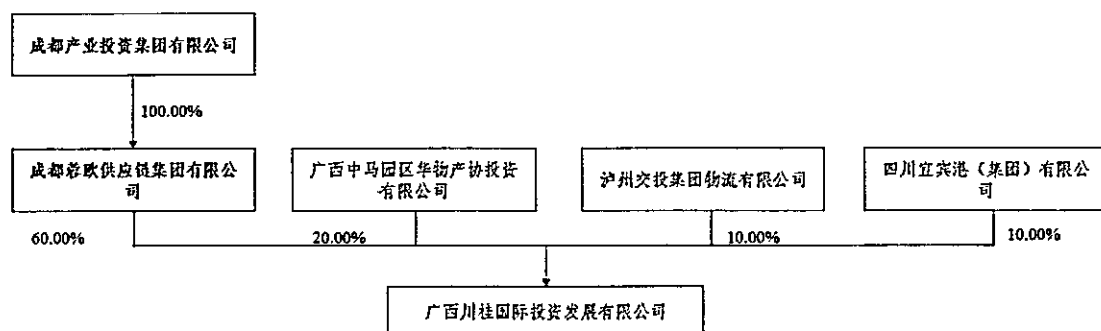 成都产业投资集团有限公司
100.00%
成都蓉欧供应链集团有限公
司
广西中马园区华物产协投资
有限公司
泸州交投集团物流有限公司
四川宜宾港（集团）有限公
司
60.00%
20.00%
10.00%
10.00%
广西川桂国际投资发展有限公司